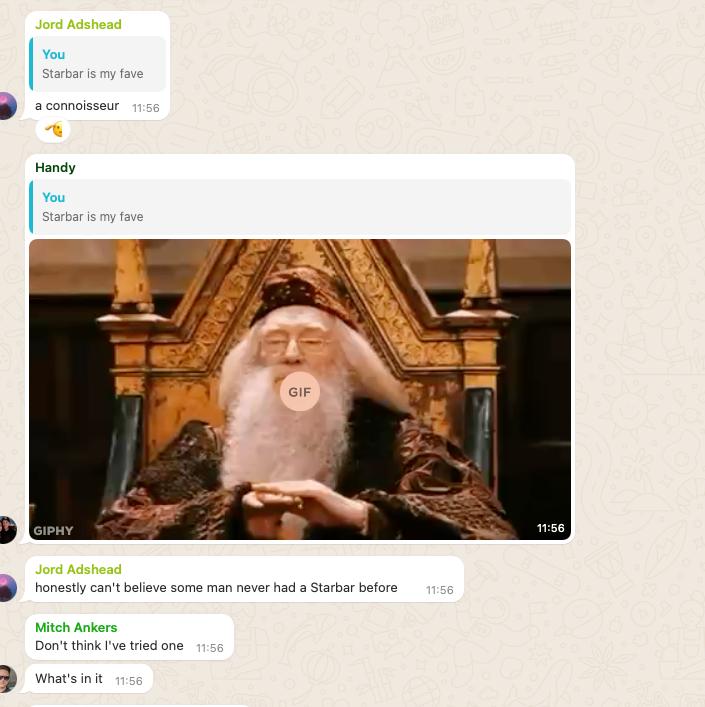 Jord Adshead
You
Starbar is my fave
a connoisseur 11:56
Handy
You
Starbar is my fave
GIF
GIPHY 11:56
Jord Adshead
honestly can't believe some man never had a Starbar before 11:56
Mitch Ankers
Don't think I've tried one 11:56
What's in it 11:56